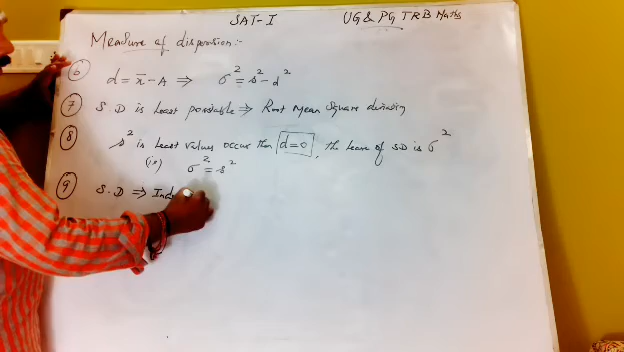 SAT-I UG & PG TRB Maths
Measure of dispersion:-
6 d = x̄ - A ⇒ σ² = s² - d²
7 S.D is Least possible ⇒ Root Mean Square deviation
8 s² is Least values occur then d=0, the Least of SD is σ²
(ie) σ² = s²
9 S.D ⇒ Ind